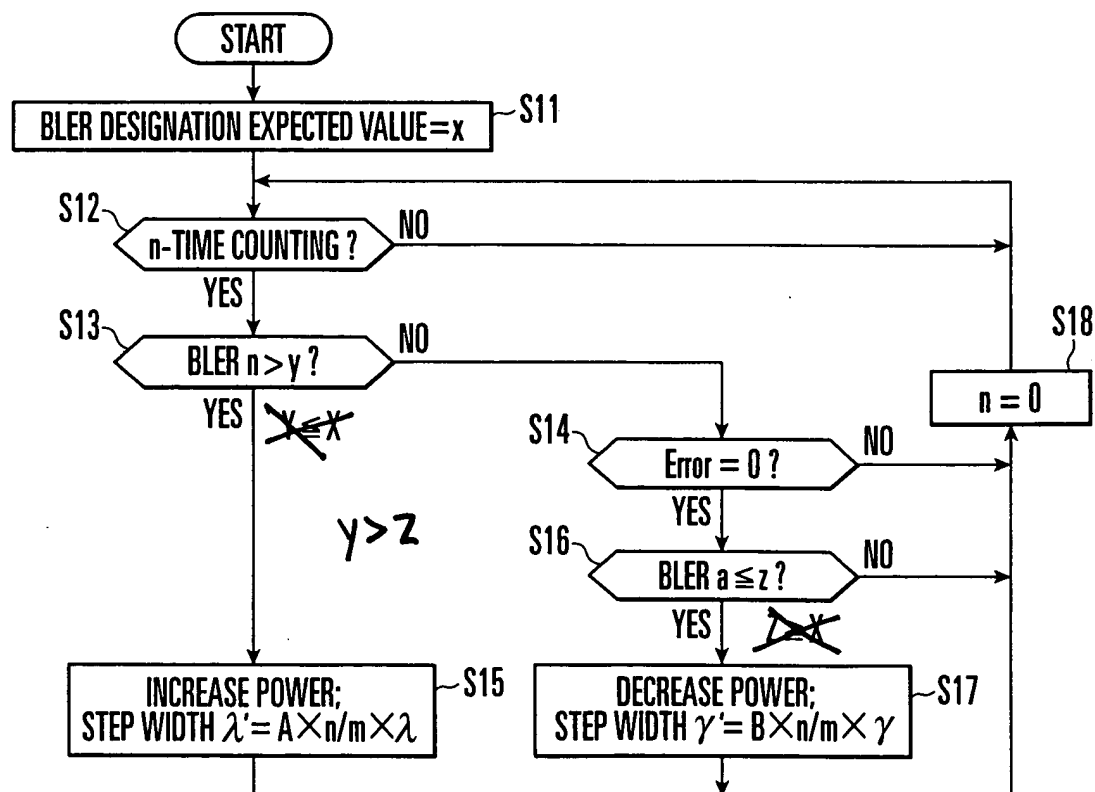 START
BLER DESIGNATION EXPECTED VALUE=x
S11
S12
n-TIME COUNTING ?
NO
YES
S13
BLER n > y ?
NO
YES
S18
n = 0
S14
Error = 0 ?
NO
YES
y>z
S16
BLER a ≦ z ?
NO
YES
INCREASE POWER;
STEP WIDTH λ' = A×n/m×λ
S15
DECREASE POWER;
STEP WIDTH γ' = B×n/m×γ
S17